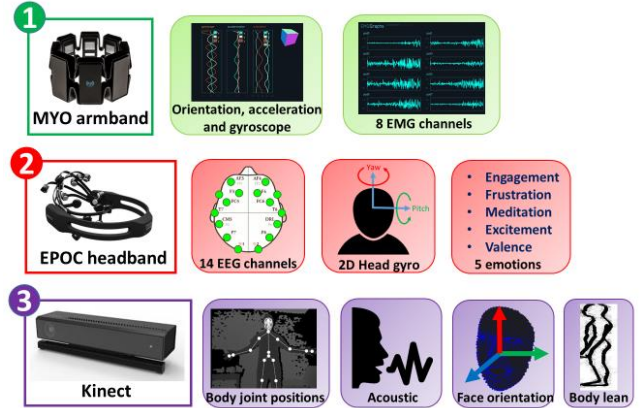 1
MYO armband
Orientation, acceleration
and gyroscope
8 EMG channels
2
EPOC headband
14 EEG channels
Yaw
Pitch
2D Head gyro
• Engagement
• Frustration
• Meditation
• Excitement
• Valence
5 emotions
3
Kinect
Body joint positions
Acoustic
Face orientation
Body lean